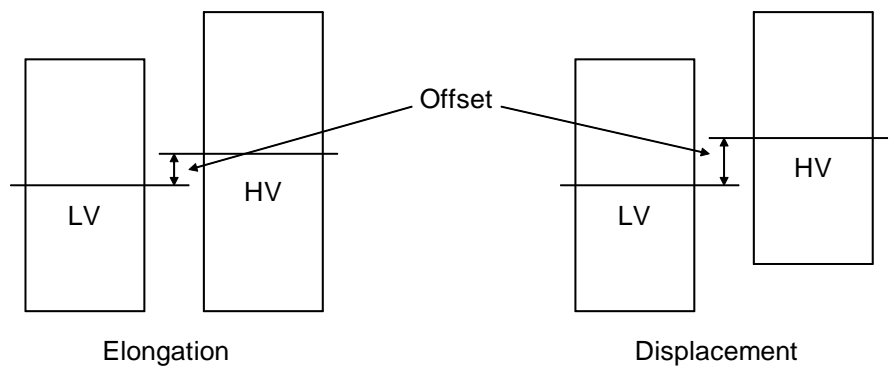 Offset
HV
HV
LV
LV
Elongation
Displacement